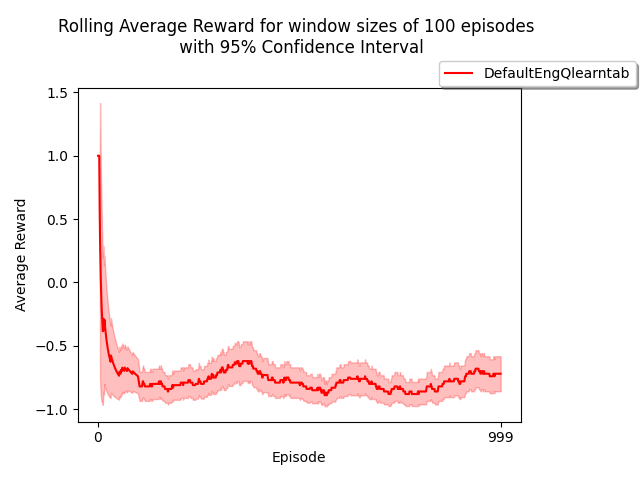 Rolling Average Reward for window sizes of 100 episodes
with 95% Confidence Interval
DefaultEngQlearntab
1.5
1.0
0.5
0.0
−0.5
−1.0
Average Reward
0
999
Episode